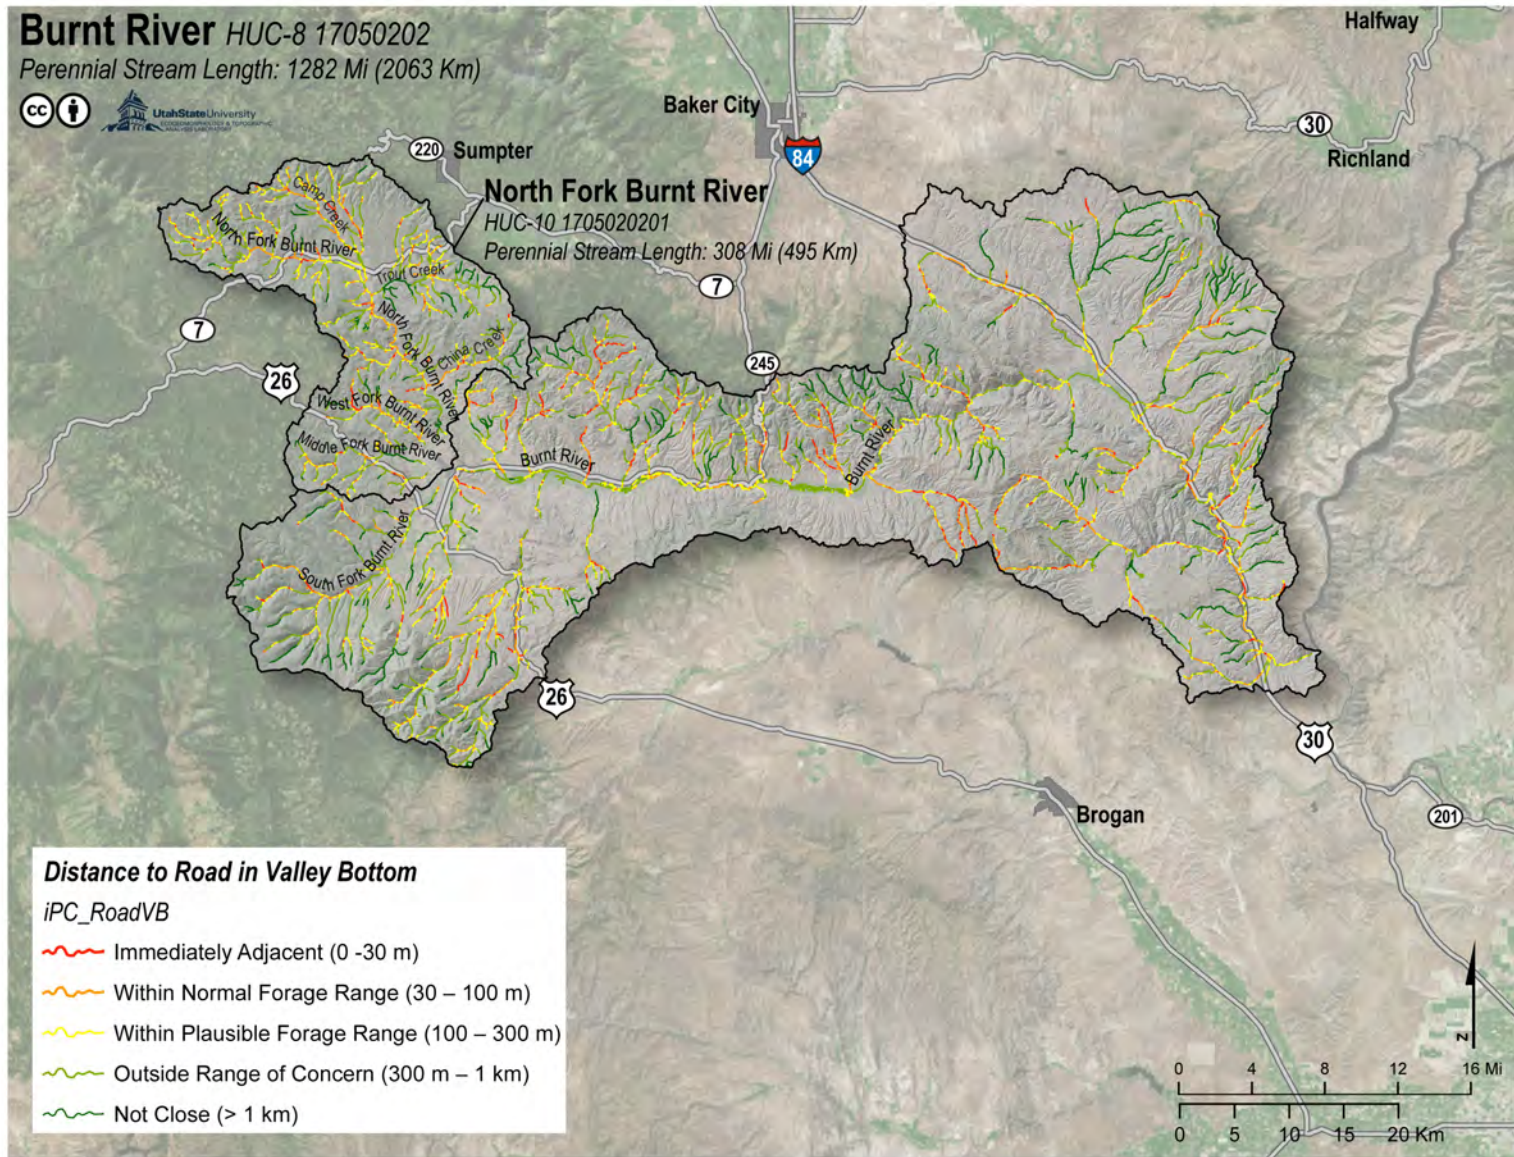 Burnt River HUC-8 17050202
Perennial Stream Length: 1282 Mi (2063 Km)
cc
UtahStateUniversity
ECOGEOMORPHOLOGY & TOPOGRAPHIC
ANALYSIS LABORATORY
Halfway
Baker City
30
84
Richland
220
Sumpter
North Fork Burnt River
HUC-10 1705020201
Perennial Stream Length: 308 Mi (495 Km)
Camp Creek
North Fork Burnt River
Trout Creek
7
7
North Fork Burnt River
China Creek
245
26
West Fork Burnt River
Middle Fork Burnt River
Burnt River
Burnt River
South Fork Burnt River
26
30
Brogan
201
Distance to Road in Valley Bottom
iPC_RoadVB
Immediately Adjacent (0 -30 m)
Within Normal Forage Range (30 – 100 m)
Within Plausible Forage Range (100 – 300 m)
Outside Range of Concern (300 m – 1 km)
Not Close (> 1 km)
N
0 4 8 12 16 Mi
0 5 10 15 20 Km